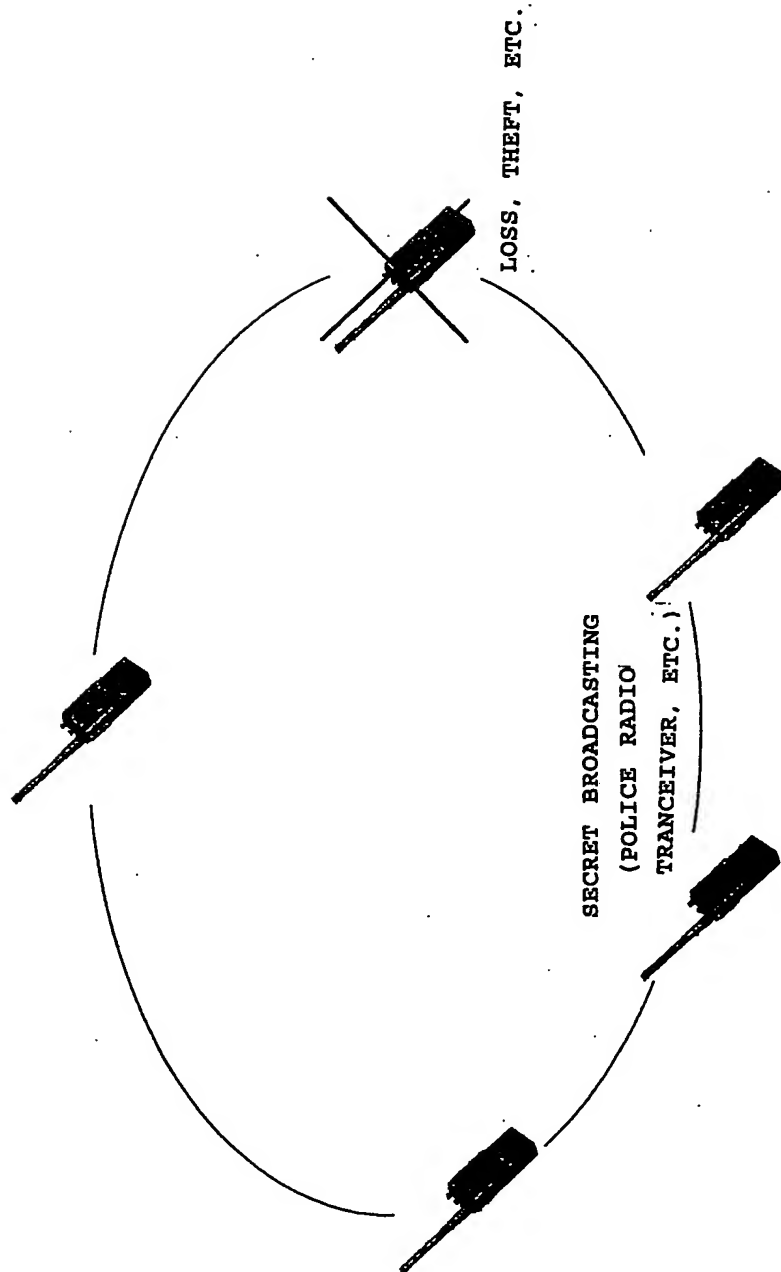 LOSS, THEFT, ETC.
SECRET BROADCASTING
(POLICE RADIO
TRANCEIVER, ETC.)